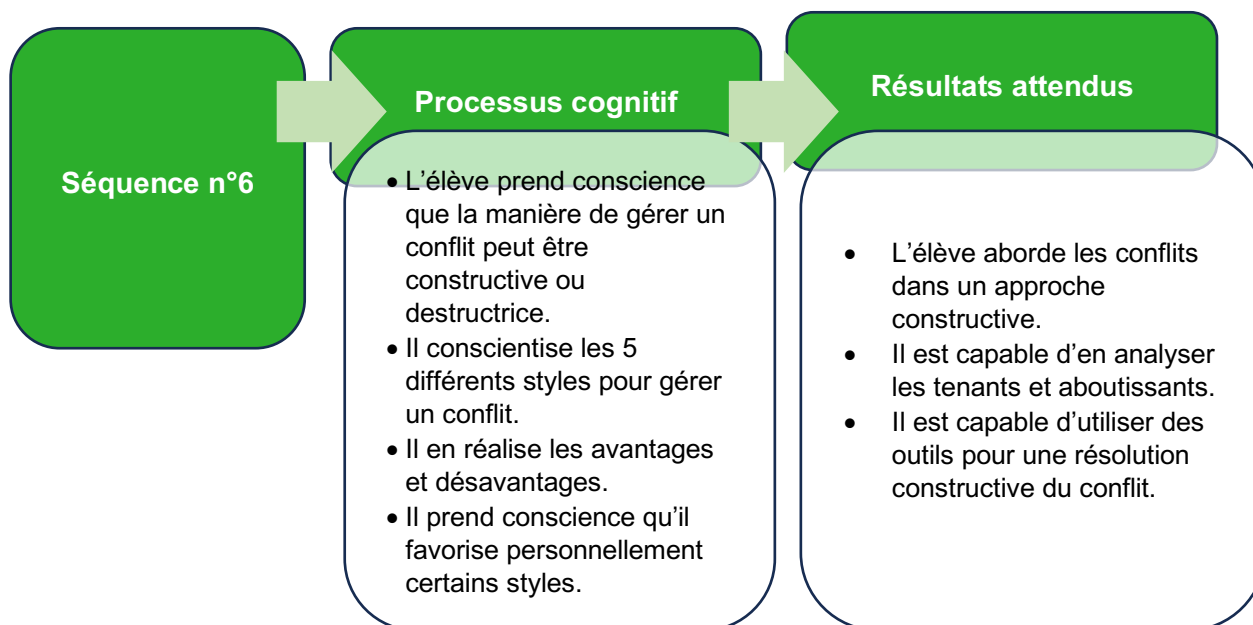 Séquence n°6
Processus cognitif
• L'élève prend conscience
que la manière de gérer un
conflit peut être
constructive ou
destructrice.
• Il conscientise les 5
différents styles pour gérer
un conflit.
• Il en réalise les avantages
et désavantages.
• Il prend conscience qu'il
favorise personnellement
certains styles.
Résultats attendus
• L'élève aborde les conflits
dans un approche
constructive.
• Il est capable d'en analyser
les tenants et aboutissants.
• Il est capable d'utiliser des
outils pour une résolution
constructive du conflit.